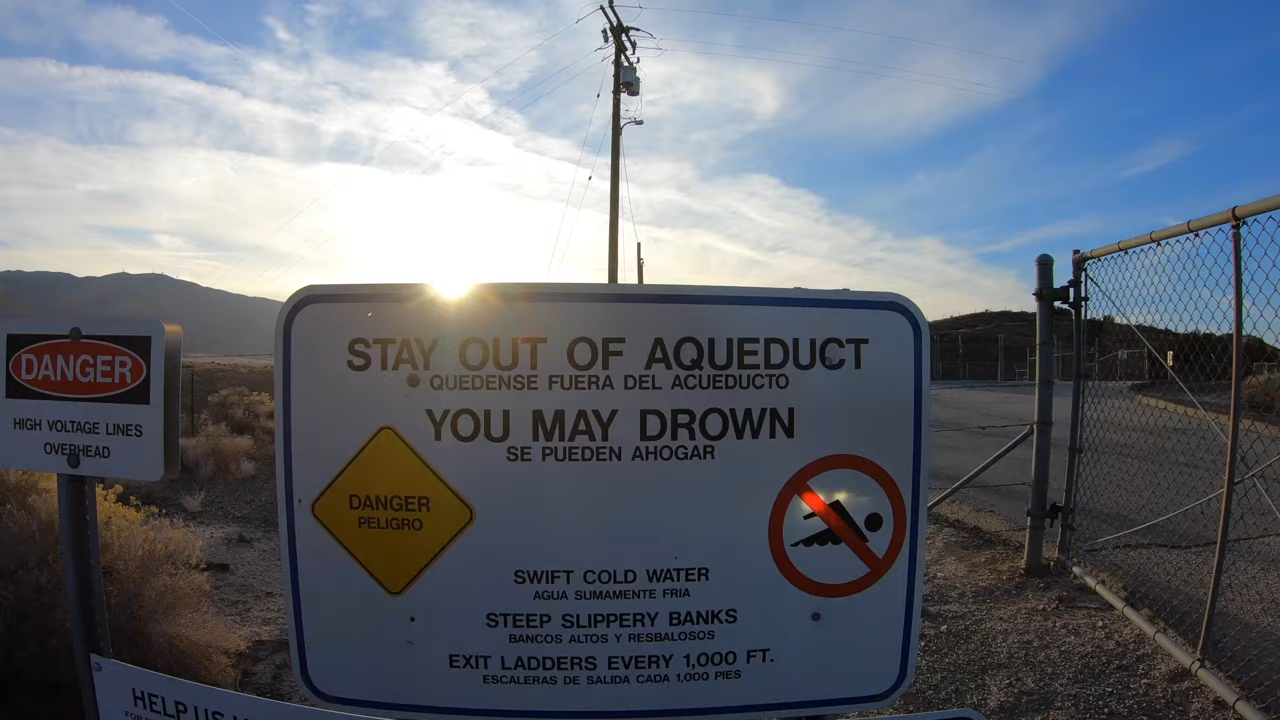 DANGER
HIGH VOLTAGE LINES
OVERHEAD
STAY OUT OF AQUEDUCT
QUEDENSE FUERA DEL ACUEDUCTO
YOU MAY DROWN
SE PUEDEN AHOGAR
DANGER
PELIGRO
SWIFT COLD WATER
AGUA SUMAMENTE FRIA
STEEP SLIPPERY BANKS
BANCOS ALTOS Y RESBALOSOS
EXIT LADDERS EVERY 1,000 FT.
ESCALERAS DE SALIDA CADA 1,000 PIES
HELP US